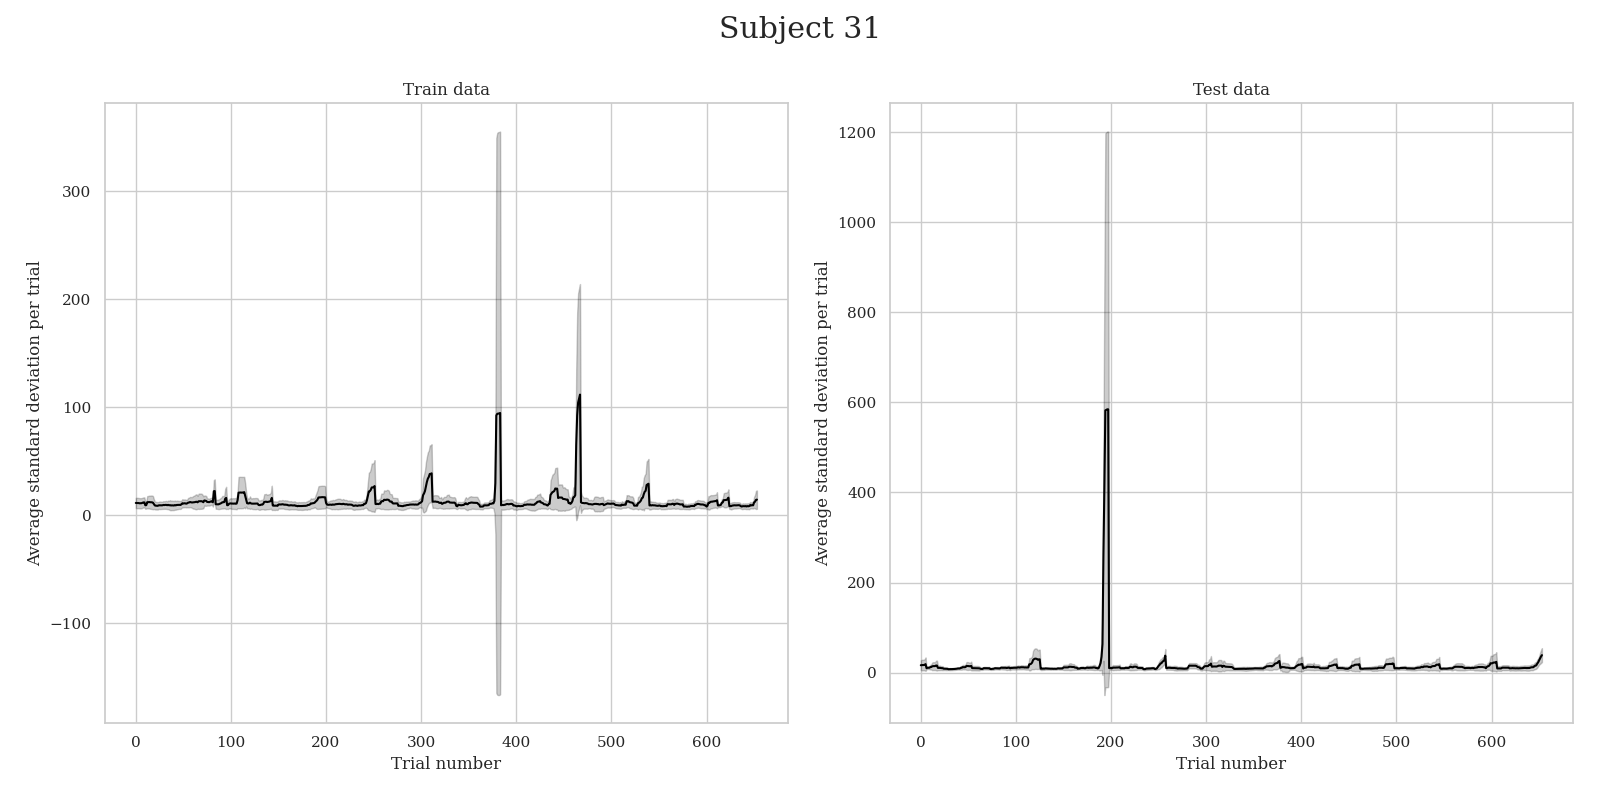 Subject 31
Train data
Average standard deviation per trial
300
200
100
0
−100
0 100 200 300 400 500 600
Trial number
Test data
Average standard deviation per trial
1200
1000
800
600
400
200
0
0 100 200 300 400 500 600
Trial number